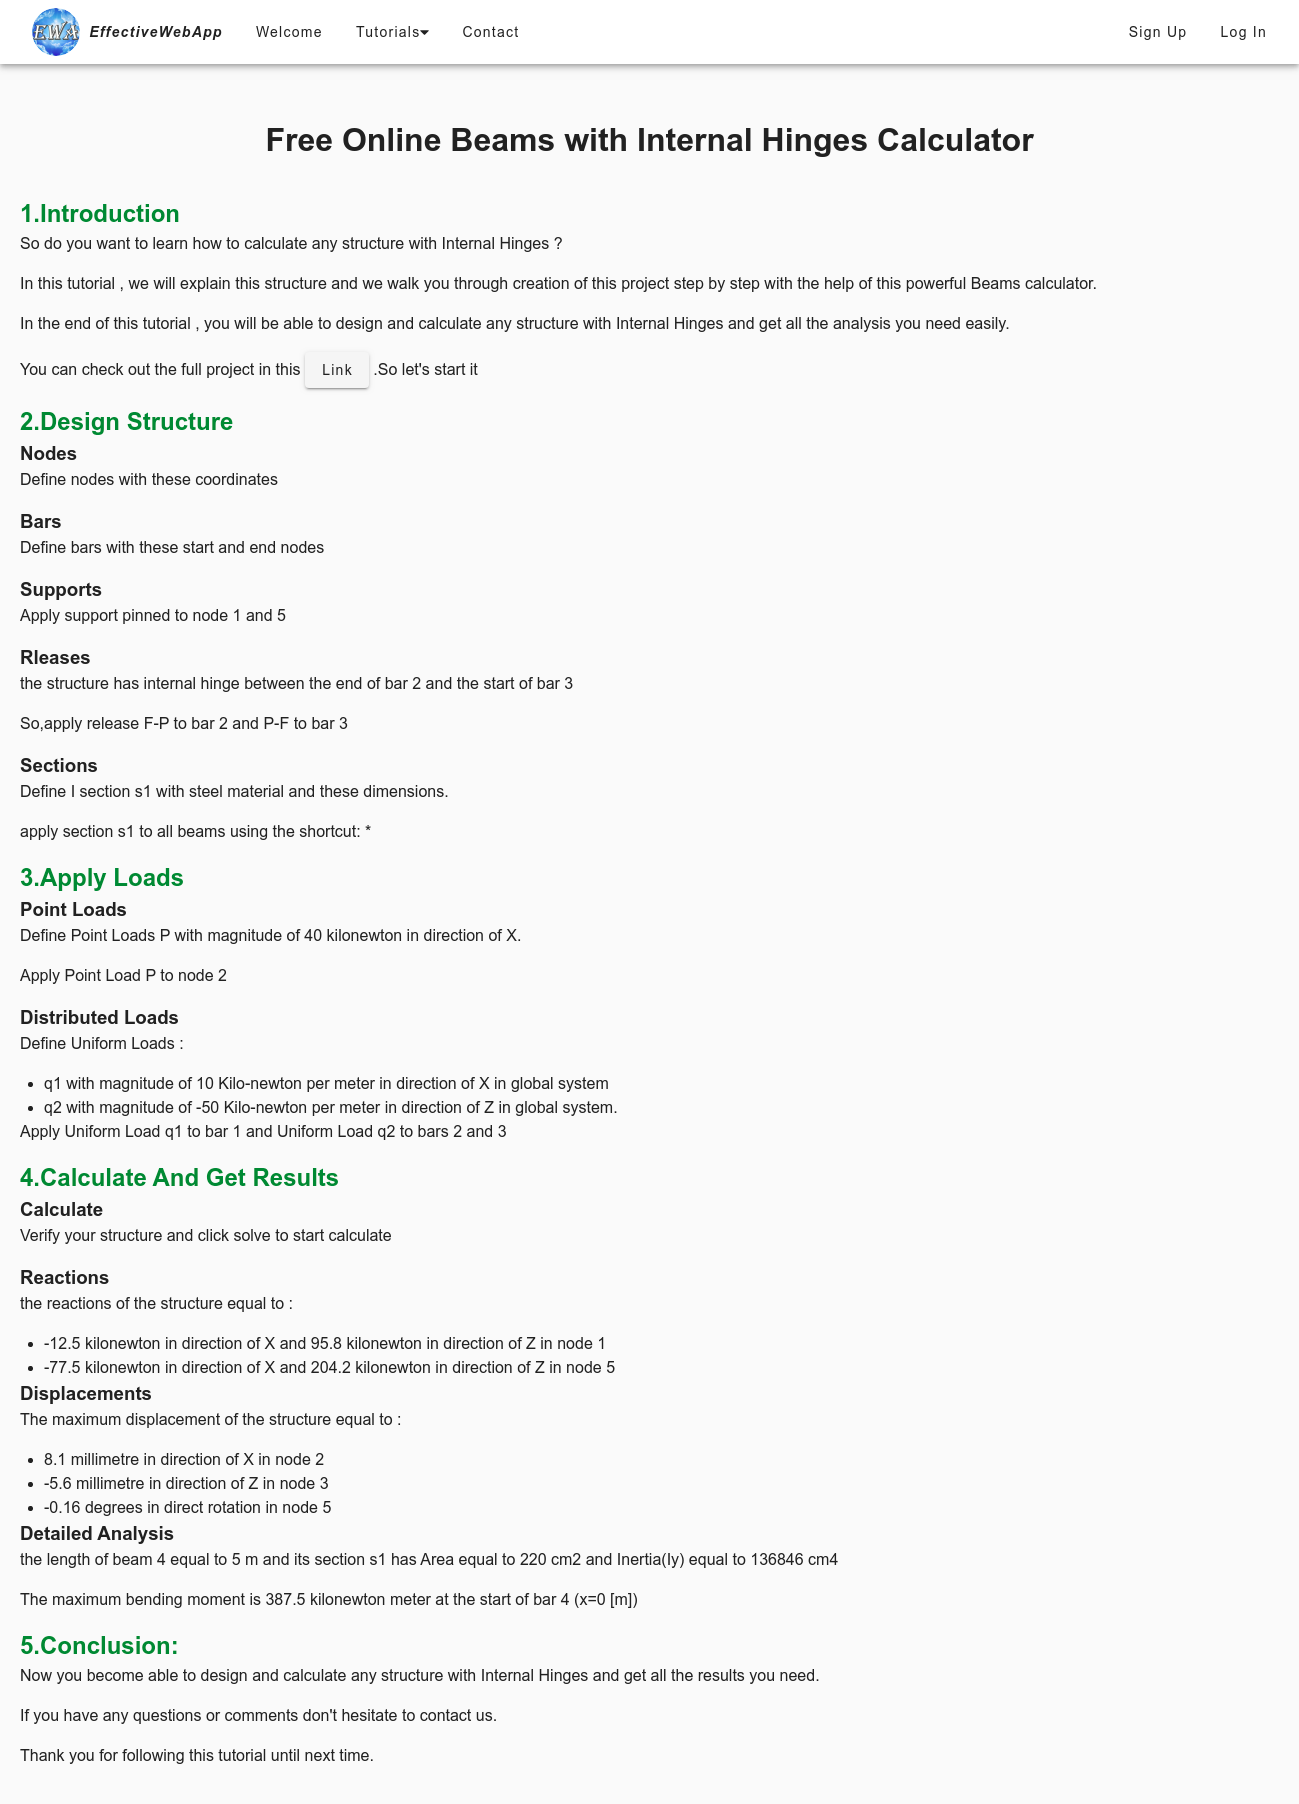 EWA EffectiveWebApp Welcome Tutorials Contact Sign Up Log In
Free Online Beams with Internal Hinges Calculator
1.Introduction
So do you want to learn how to calculate any structure with Internal Hinges ?
In this tutorial , we will explain this structure and we walk you through creation of this project step by step with the help of this powerful Beams calculator.
In the end of this tutorial , you will be able to design and calculate any structure with Internal Hinges and get all the analysis you need easily.
You can check out the full project in this Link .So let's start it
2.Design Structure
Nodes
Define nodes with these coordinates
Bars
Define bars with these start and end nodes
Supports
Apply support pinned to node 1 and 5
Rleases
the structure has internal hinge between the end of bar 2 and the start of bar 3
So,apply release F-P to bar 2 and P-F to bar 3
Sections
Define I section s1 with steel material and these dimensions.
apply section s1 to all beams using the shortcut: *
3.Apply Loads
Point Loads
Define Point Loads P with magnitude of 40 kilonewton in direction of X.
Apply Point Load P to node 2
Distributed Loads
Define Uniform Loads :
• q1 with magnitude of 10 Kilo-newton per meter in direction of X in global system
• q2 with magnitude of -50 Kilo-newton per meter in direction of Z in global system.
Apply Uniform Load q1 to bar 1 and Uniform Load q2 to bars 2 and 3
4.Calculate And Get Results
Calculate
Verify your structure and click solve to start calculate
Reactions
the reactions of the structure equal to :
• -12.5 kilonewton in direction of X and 95.8 kilonewton in direction of Z in node 1
• -77.5 kilonewton in direction of X and 204.2 kilonewton in direction of Z in node 5
Displacements
The maximum displacement of the structure equal to :
• 8.1 millimetre in direction of X in node 2
• -5.6 millimetre in direction of Z in node 3
• -0.16 degrees in direct rotation in node 5
Detailed Analysis
the length of beam 4 equal to 5 m and its section s1 has Area equal to 220 cm2 and Inertia(Iy) equal to 136846 cm4
The maximum bending moment is 387.5 kilonewton meter at the start of bar 4 (x=0 [m])
5.Conclusion:
Now you become able to design and calculate any structure with Internal Hinges and get all the results you need.
If you have any questions or comments don't hesitate to contact us.
Thank you for following this tutorial until next time.